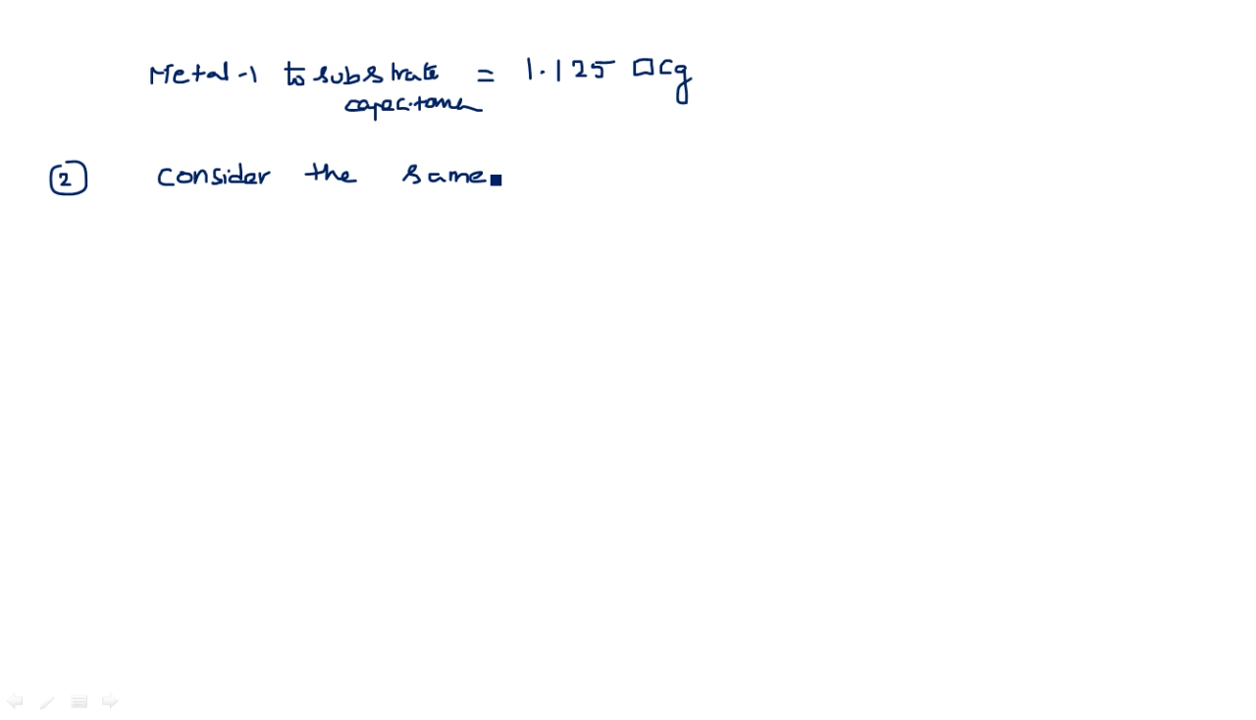 Metal-1 to substrate = 1.125 □Cg
capacitance
② Consider the same